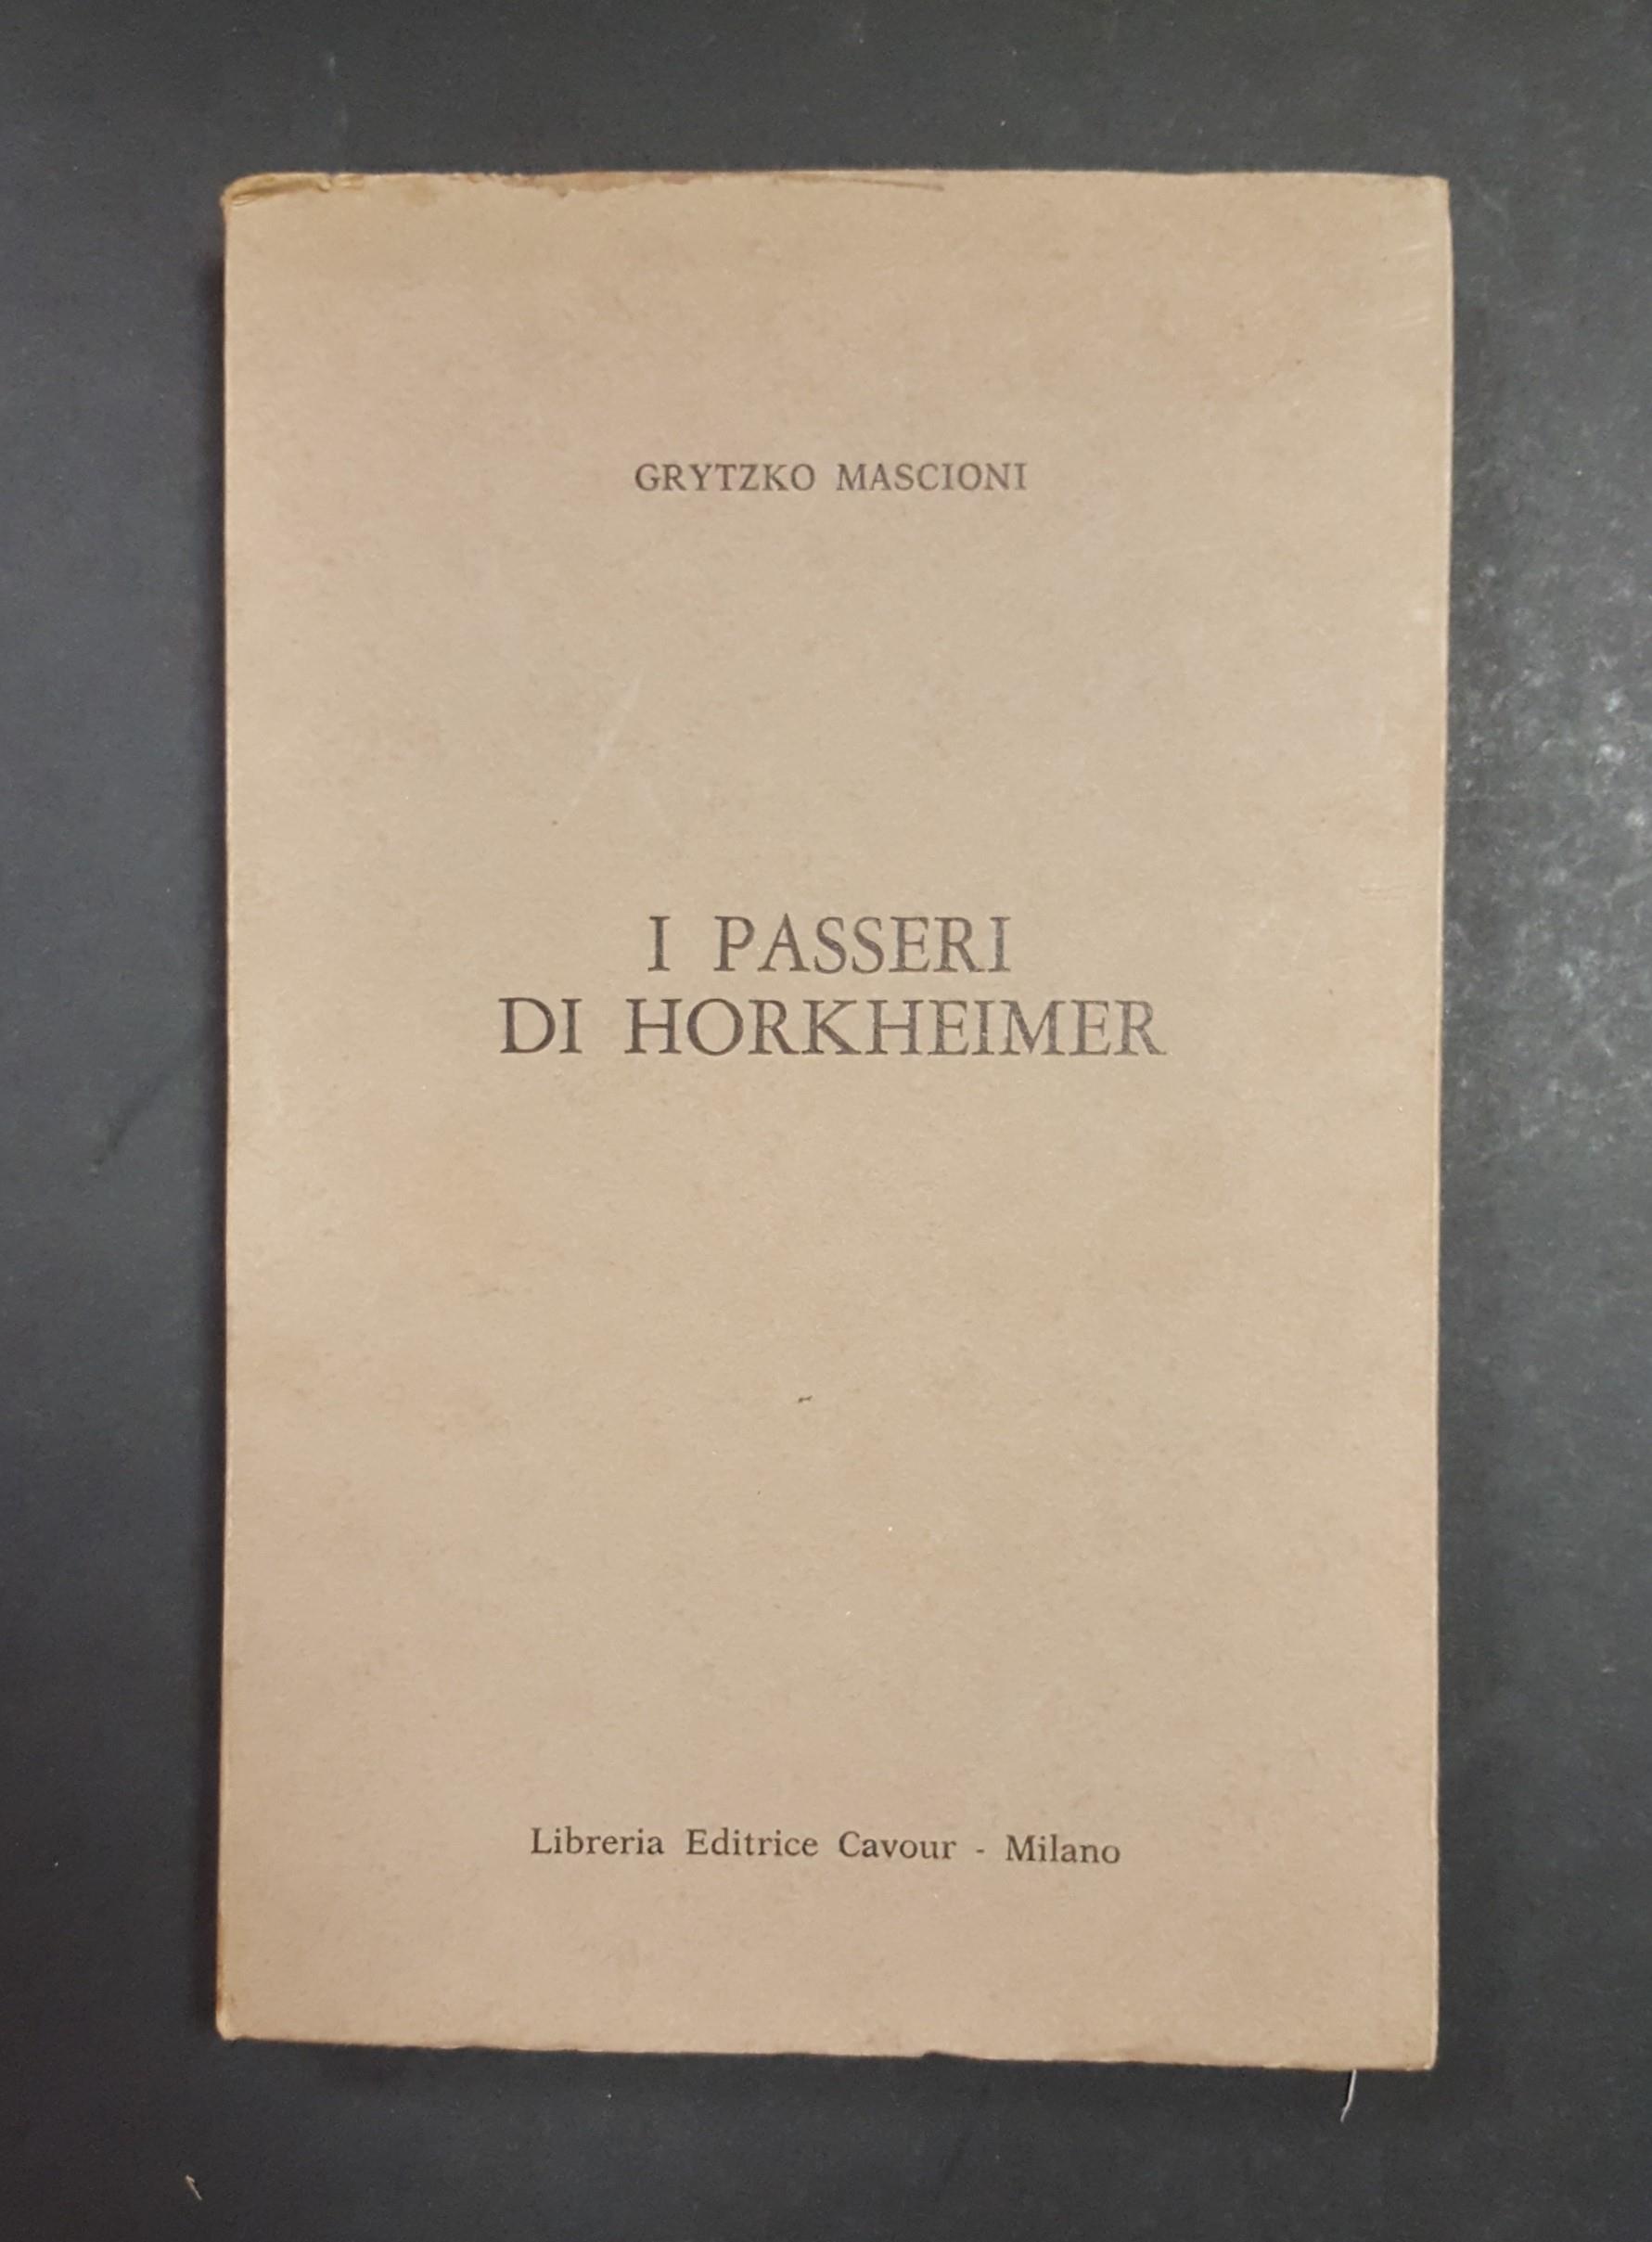 GRYTZKO MASCIONI
I PASSERI
DI HORKHEIMER
Libreria Editrice Cavour - Milano